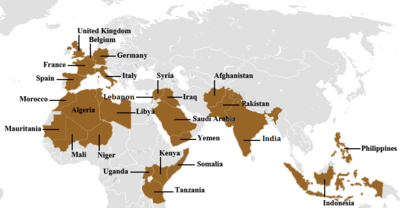 United Kingdom
Belgium
Germany
France
Italy
Spain
Syria
Afghanistan
Morocco
Lebanon
Iraq
Pakistan
Algeria
Libya
Saudi Arabia
Mauritania
Yemen
India
Philippines
Mali
Niger
Kenya
Somalia
Uganda
Tanzania
Indonesia